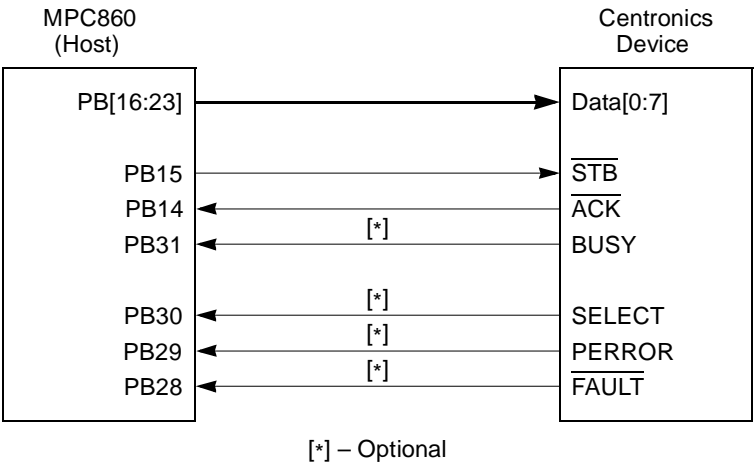 MPC860 Centronics
(Host) Device
PB[16:23] Data[0:7]
PB15 STB
PB14 ACK
[*]
PB31 BUSY
[*]
PB30 SELECT
[*]
PB29 PERROR
[*]
PB28 FAULT
[*] – Optional